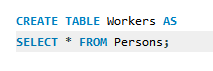 CREATE TABLE Workers AS
SELECT * FROM Persons;